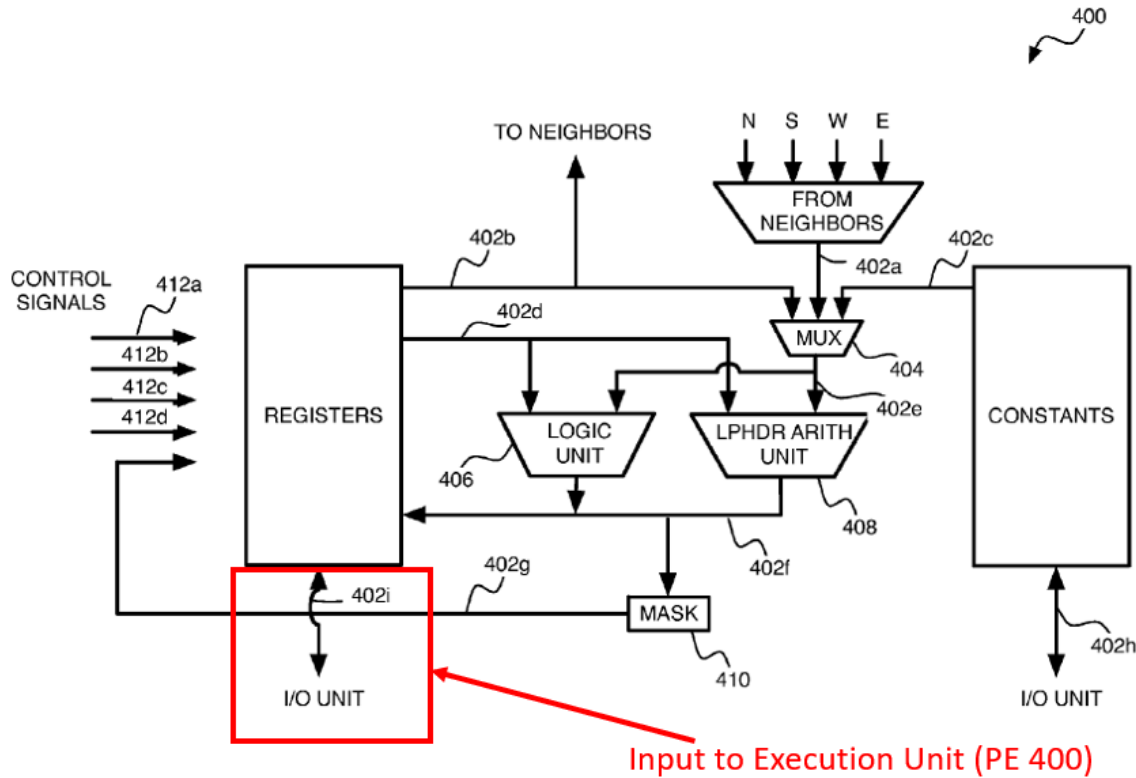 400
N S W E
TO NEIGHBORS
FROM
NEIGHBORS
402b
402a
402c
CONTROL
SIGNALS
412a
402d
412b
MUX
404
412c
402e
412d
REGISTERS
CONSTANTS
LOGIC
UNIT
LPHDR ARITH
UNIT
406
408
402f
402g
402i
MASK
410
402h
I/O UNIT
I/O UNIT
Input to Execution Unit (PE 400)